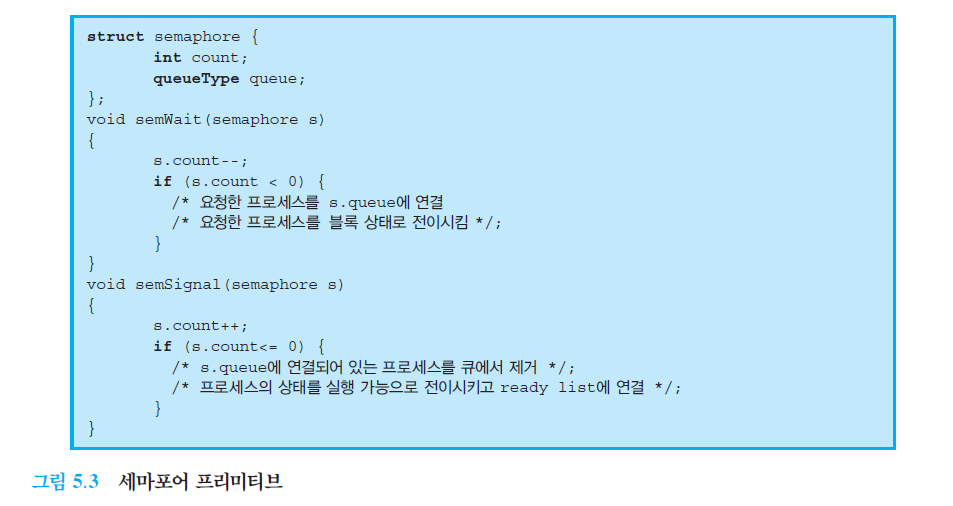 struct semaphore {
int count;
queueType queue;
};
void semWait(semaphore s)
{
s.count--;
if (s.count < 0) {
/* 요청한 프로세스를 s.queue에 연결
/* 요청한 프로세스를 블록 상태로 전이시킴 */;
}
}
void semSignal(semaphore s)
{
s.count++;
if (s.count<= 0) {
/* s.queue에 연결되어 있는 프로세스를 큐에서 제거 */;
/* 프로세스의 상태를 실행 가능으로 전이시키고 ready list에 연결 */;
}
}
그림 5.3 세마포어 프리미티브